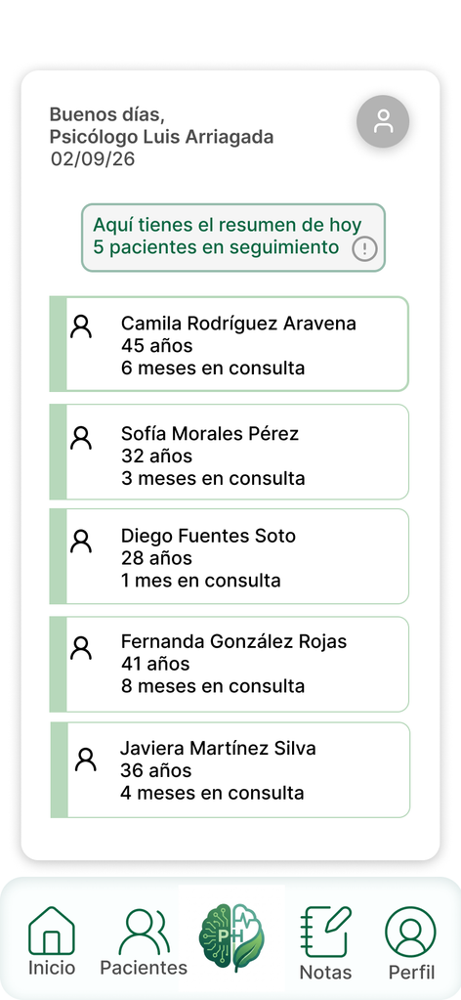 Buenos días,
Psicólogo Luis Arriagada
02/09/26
Aquí tienes el resumen de hoy
5 pacientes en seguimiento
Camila Rodríguez Aravena
45 años
6 meses en consulta
Sofía Morales Pérez
32 años
3 meses en consulta
Diego Fuentes Soto
28 años
1 mes en consulta
Fernanda González Rojas
41 años
8 meses en consulta
Javiera Martínez Silva
36 años
4 meses en consulta
PH
Inicio
Pacientes
Notas
Perfil